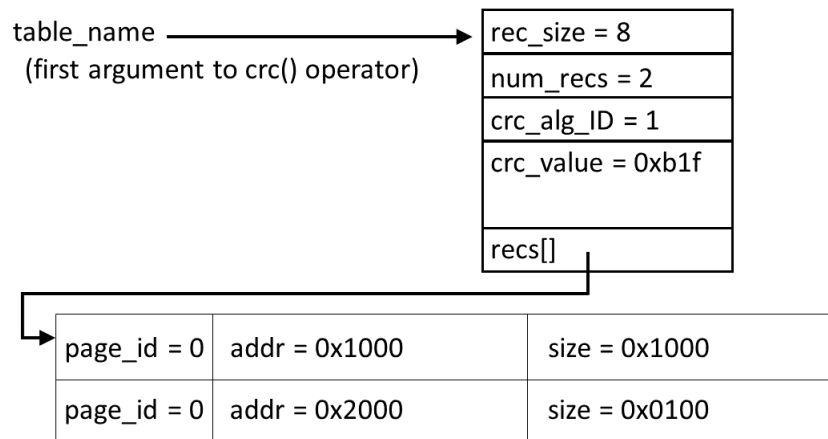 table_name
(first argument to crc() operator)
rec_size = 8
num_recs = 2
crc_alg_ID = 1
crc_value = 0xb1f
recs[]
page_id = 0 addr = 0x1000 size = 0x1000
page_id = 0 addr = 0x2000 size = 0x0100